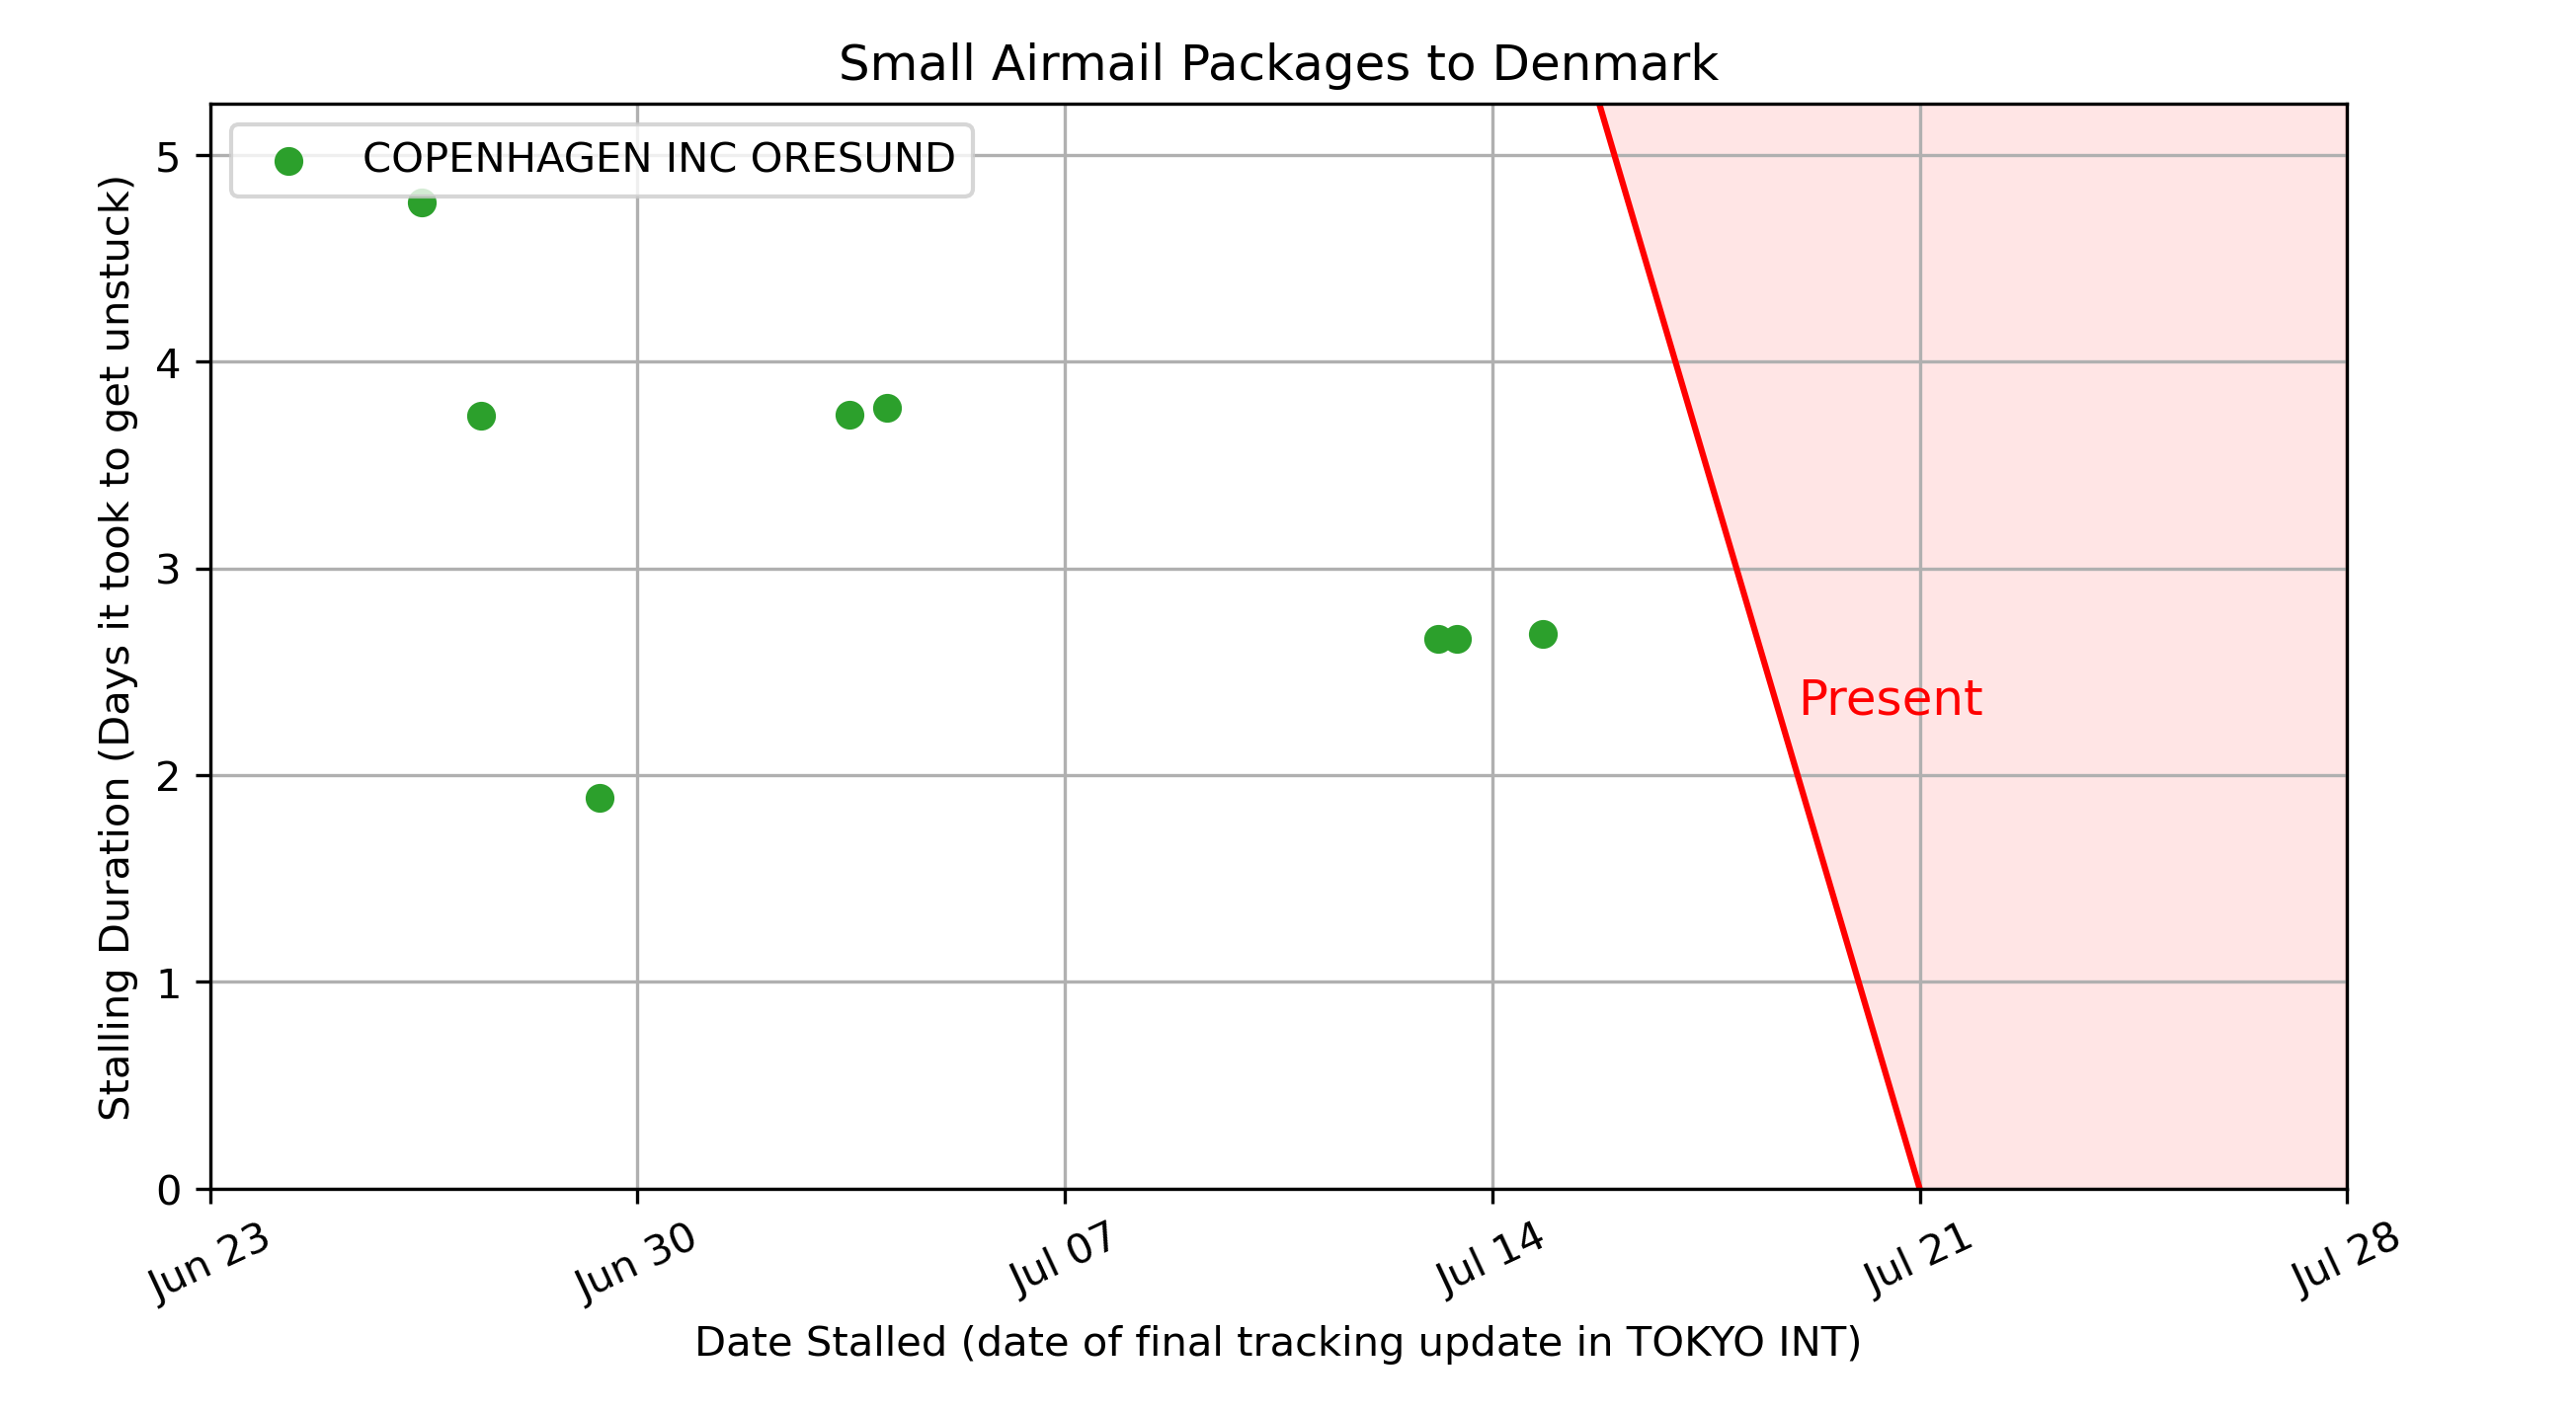 Small Airmail Packages to Denmark
COPENHAGEN INC ORESUND
Stalling Duration (Days it took to get unstuck)
5
4
3
2
1
0
Present
Jun 23
Jun 30
Jul 07
Jul 14
Jul 21
Jul 28
Date Stalled (date of final tracking update in TOKYO INT)